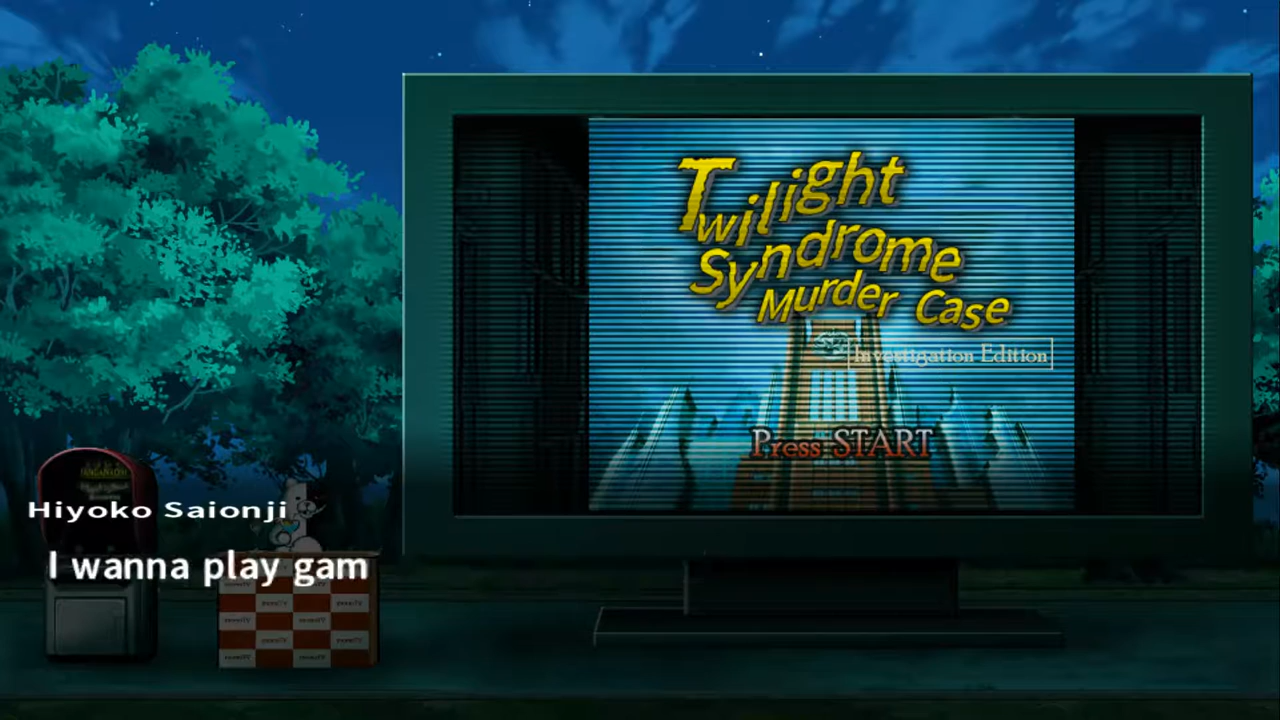 Twilight
Syndrome
Murder Case
Investigation Edition
Press START
Hiyoko Saionji
I wanna play gam